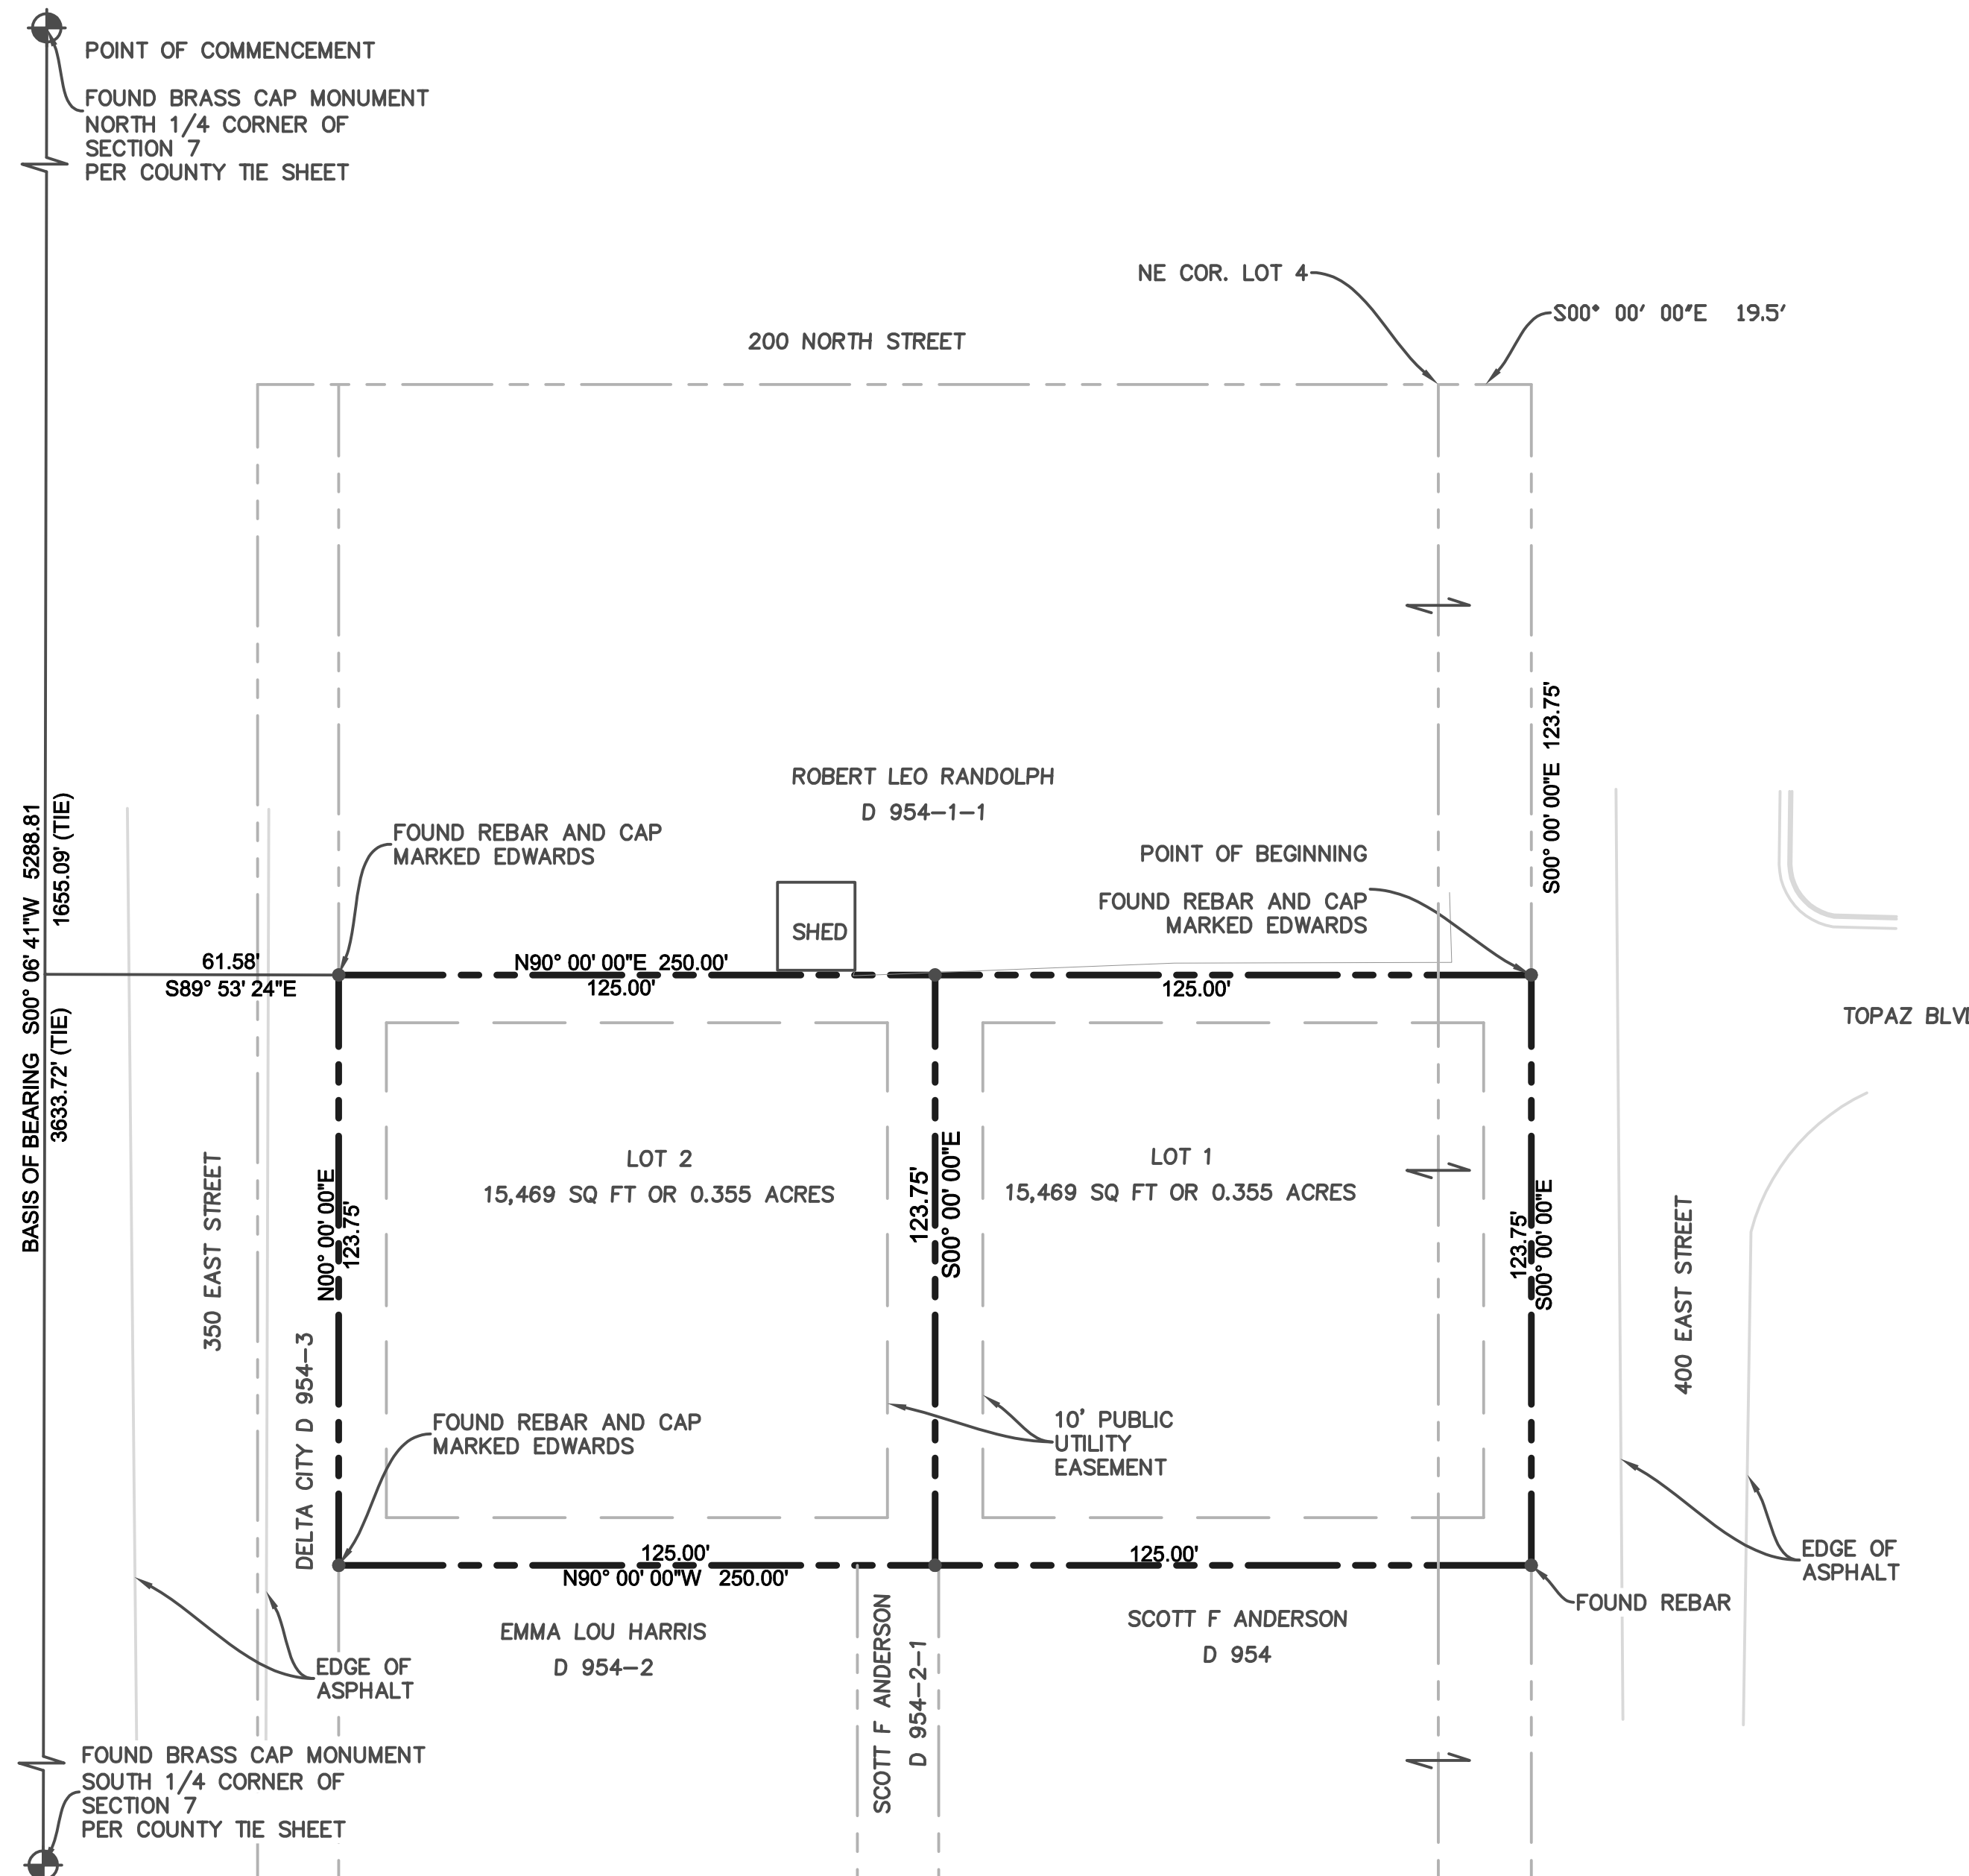 POINT OF COMMENCEMENT
FOUND BRASS CAP MONUMENT
NORTH 1/4 CORNER OF
SECTION 7
PER COUNTY TIE SHEET
NE COR. LOT 4
S00° 00' 00"E 19.5'
200 NORTH STREET
S00° 00' 00"E 123.75'
ROBERT LEO RANDOLPH
D 954-1-1
FOUND REBAR AND CAP
MARKED EDWARDS
POINT OF BEGINNING
FOUND REBAR AND CAP
MARKED EDWARDS
SHED
BASIS OF BEARING S00° 06' 41"W 5288.81
1655.09' (TIE)
3633.72' (TIE)
61.58'
S89° 53' 24"E
N90° 00' 00"E 250.00'
125.00'
125.00'
TOPAZ BLV
LOT 2
15,469 SQ FT OR 0.355 ACRES
LOT 1
15,469 SQ FT OR 0.355 ACRES
350 EAST STREET
N00° 00' 00"E
123.75'
123.75'
S00° 00' 00"E
123.75'
S00° 00' 00"E
400 EAST STREET
DELTA CITY D 954-3
FOUND REBAR AND CAP
MARKED EDWARDS
10' PUBLIC
UTILITY
EASEMENT
125.00'
N90° 00' 00"W 250.00'
125.00'
EDGE OF
ASPHALT
FOUND REBAR
EMMA LOU HARRIS
D 954-2
SCOTT F ANDERSON
D 954-2-1
SCOTT F ANDERSON
D 954
EDGE OF
ASPHALT
FOUND BRASS CAP MONUMENT
SOUTH 1/4 CORNER OF
SECTION 7
PER COUNTY TIE SHEET